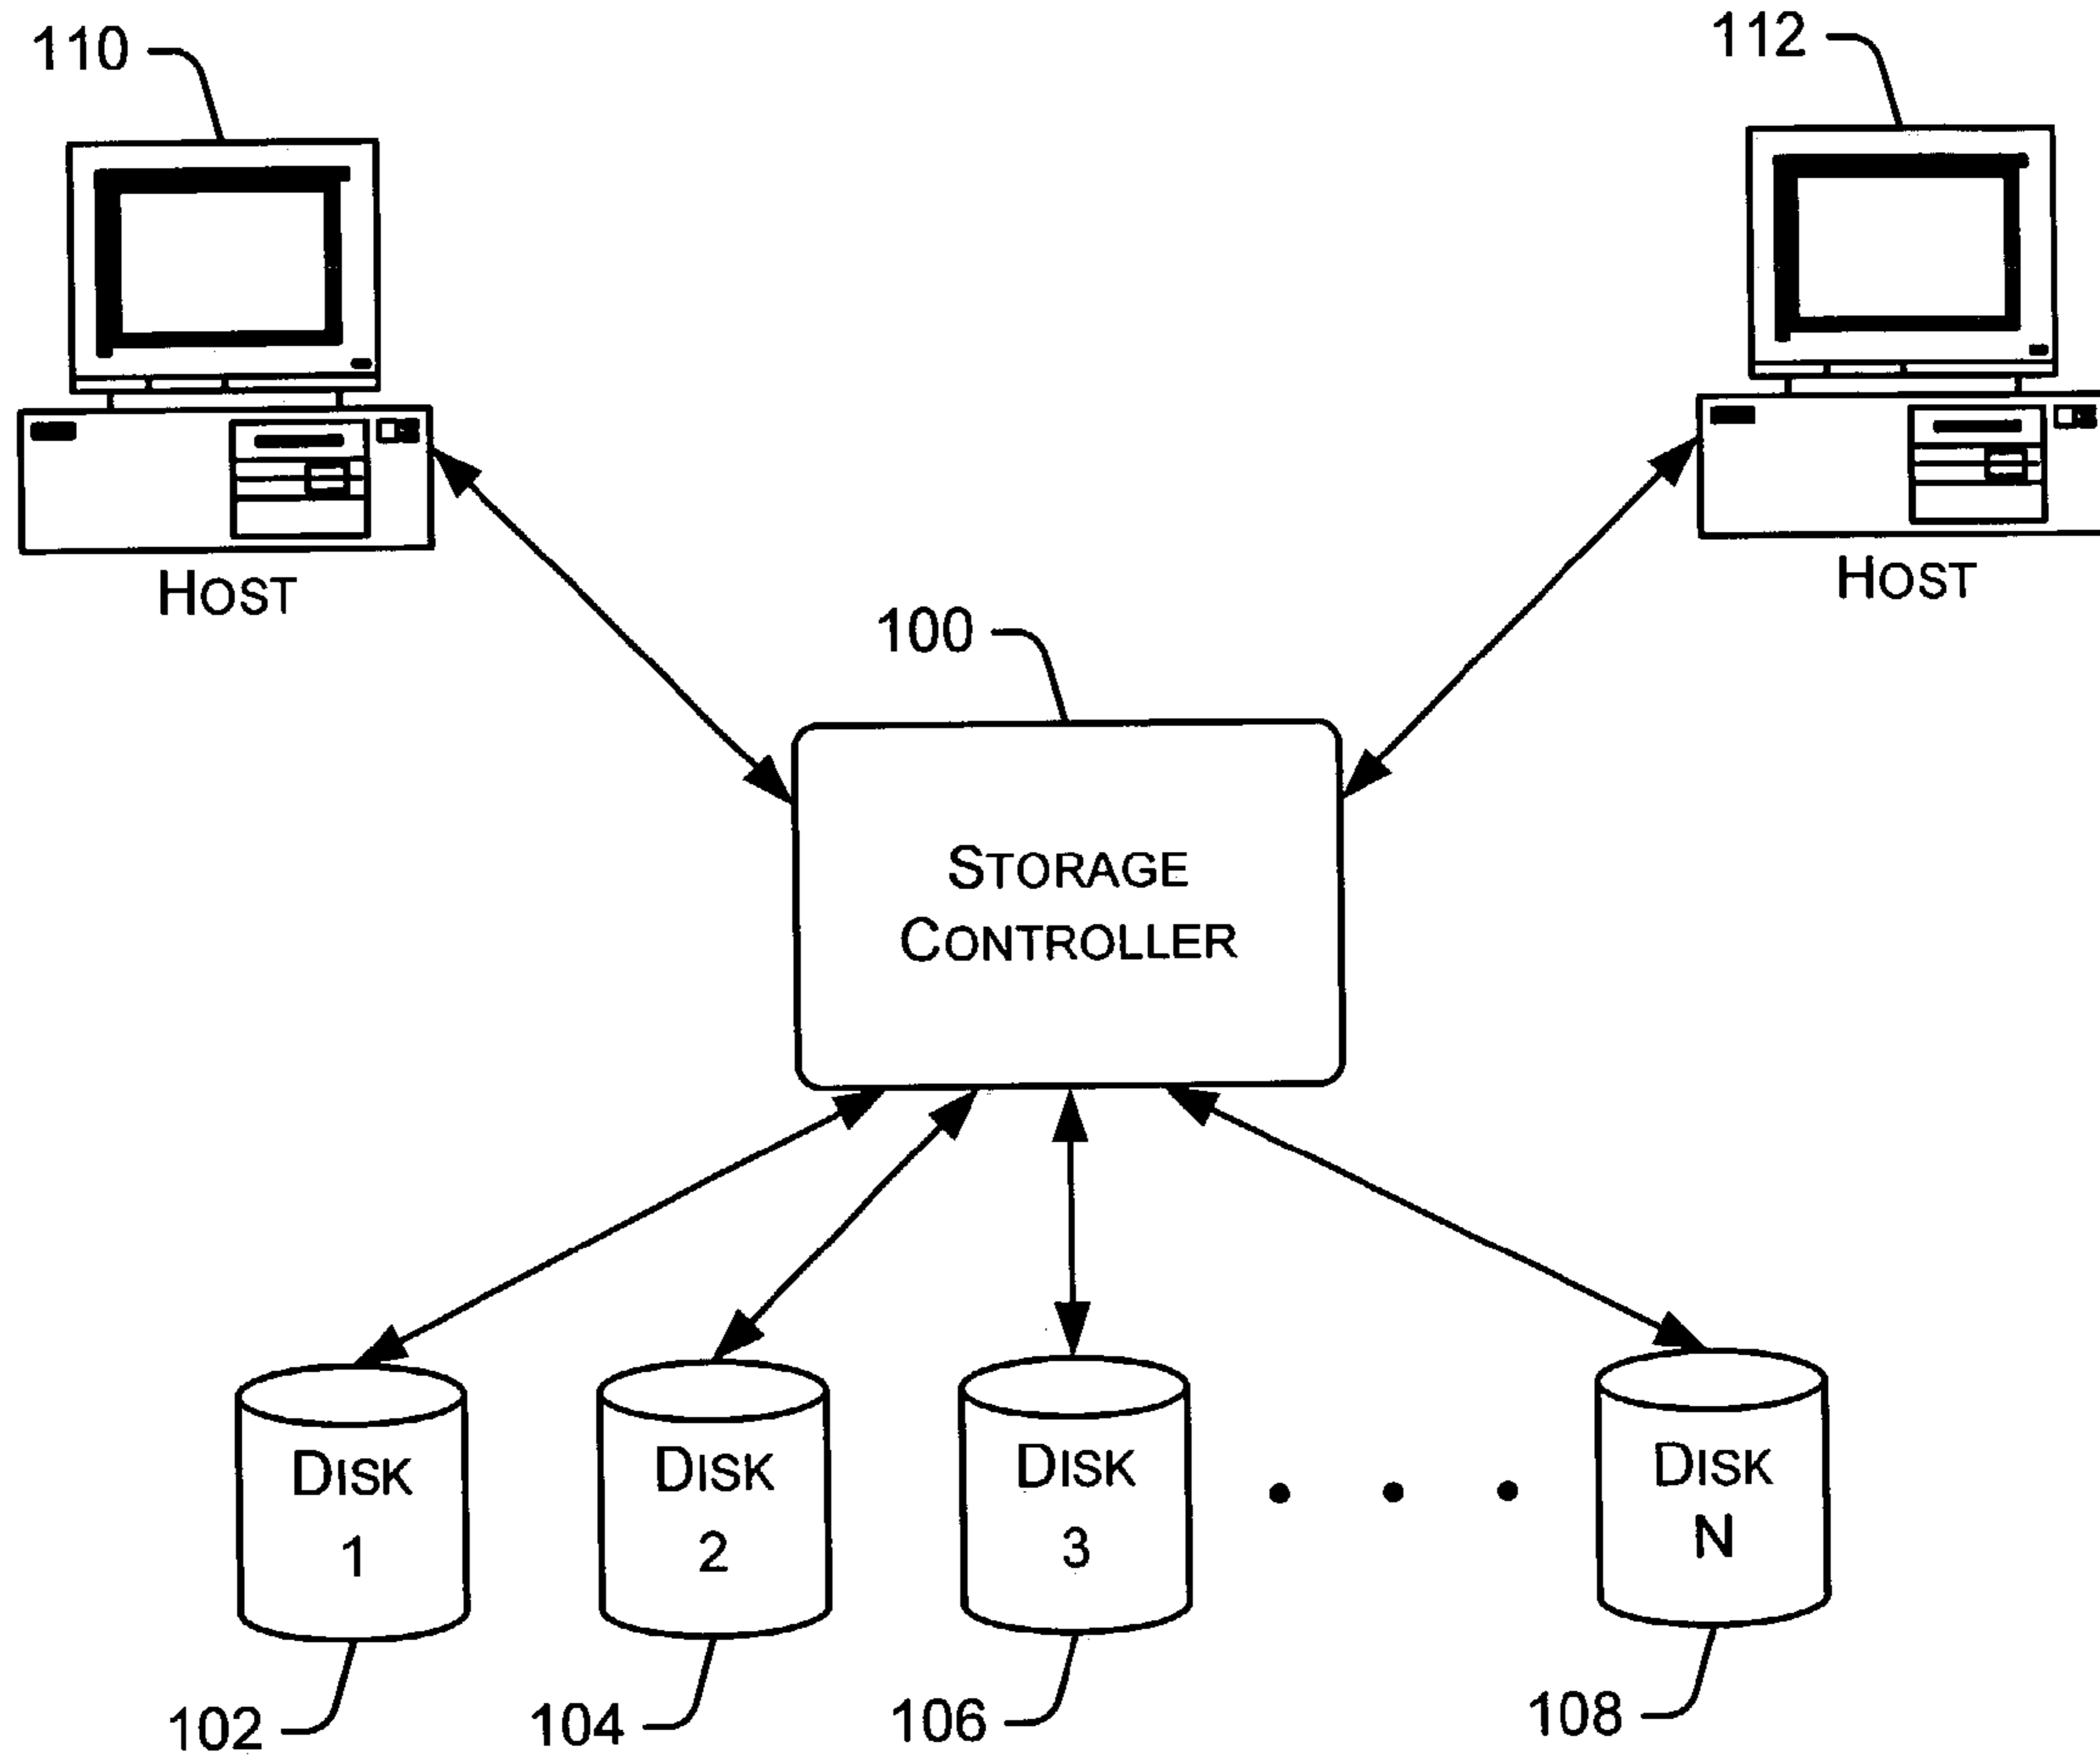 110
112
HOST
HOST
100
STORAGE
CONTROLLER
DISK
1
DISK
2
DISK
3
DISK
N
102
104
106
108